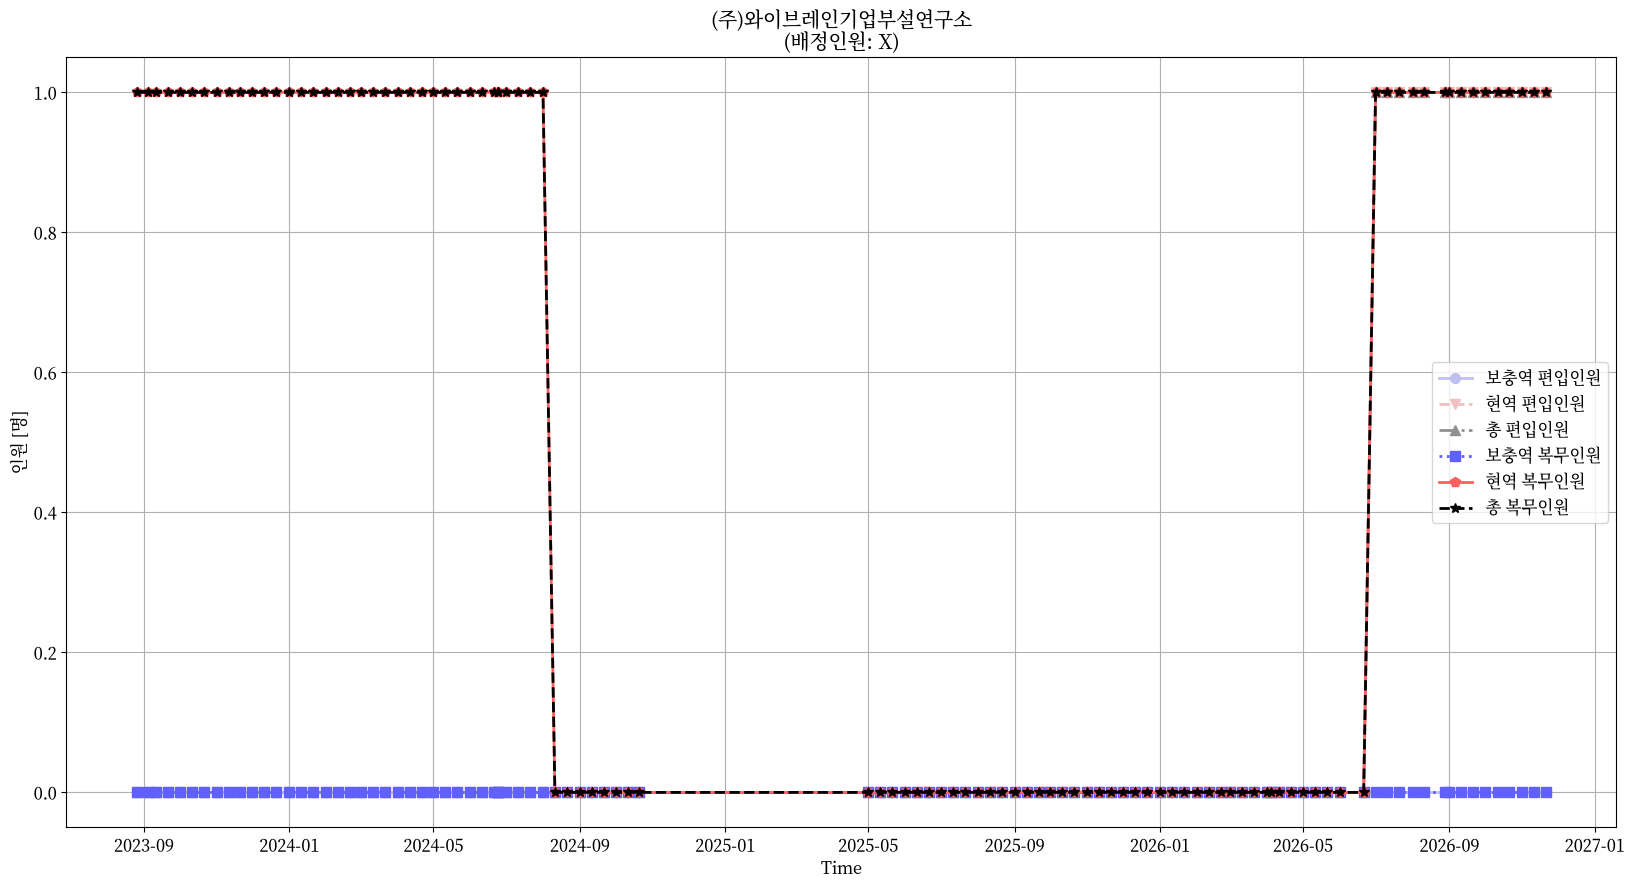 (주)와이브레인기업부설연구소
(배정인원: X)
1.0
0.8
0.6
0.4
0.2
0.0
인원 [명]
보충역 편입인원
현역 편입인원
총 편입인원
보충역 복무인원
현역 복무인원
총 복무인원
2023-09 2024-01 2024-05 2024-09 2025-01 2025-05 2025-09 2026-01 2026-05 2026-09 2027-01
Time